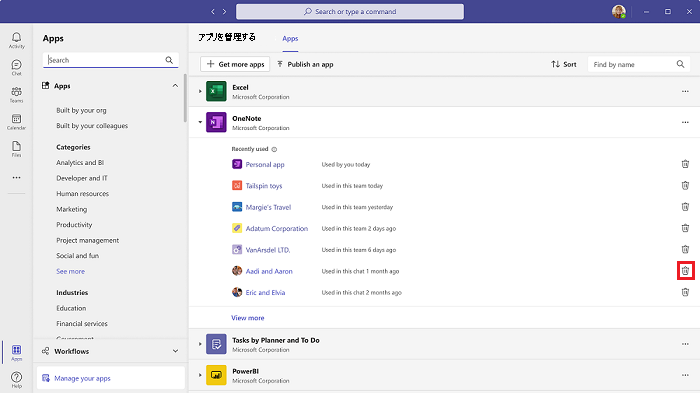 Search or type a command
Activity
Chat
Teams
Calendar
Files
Apps
Help
Apps
Search
Apps
Built by your org
Built by your colleagues
Categories
Analytics and BI
Developer and IT
Human resources
Marketing
Productivity
Project management
Social and fun
See more
Industries
Education
Financial services
Government
Workflows
Manage your apps
アプリを管理する
Apps
Get more apps
Publish an app
Sort
Find by name
Excel
Microsoft Corporation
OneNote
Microsoft Corporation
Recently used
Personal app Used by you today
Tailspin toys Used in this team today
Margie's Travel Used in this team yesterday
Adatum Corporation Used in this team 2 days ago
VanArsdel LTD. Used in this team 6 days ago
Aadi and Aaron Used in this chat 1 month ago
Eric and Elvia Used in this chat 2 months ago
View more
Tasks by Planner and To Do
Microsoft Corporation
PowerBI
Microsoft Corporation